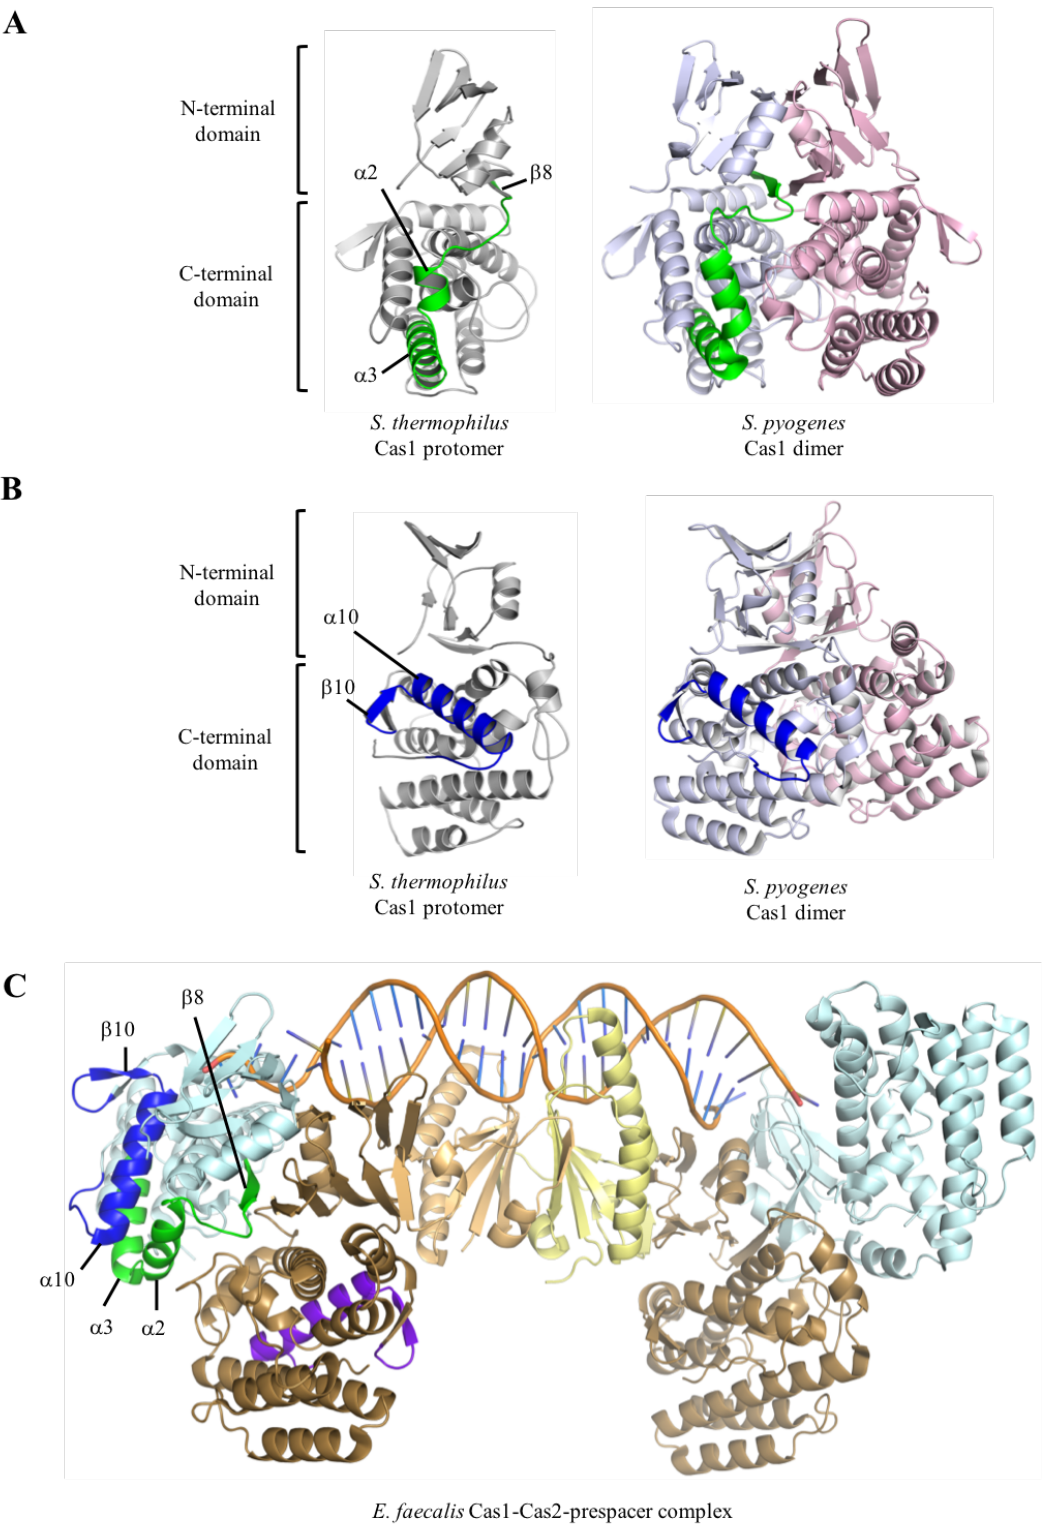 A
N-terminal
domain
α2
β8
C-terminal
domain
α3
S. thermophilus
Cas1 protomer
S. pyogenes
Cas1 dimer
B
N-terminal
domain
α10
β10
C-terminal
domain
S. thermophilus
Cas1 protomer
S. pyogenes
Cas1 dimer
C
β8
β10
α10
α3
α2
E. faecalis Cas1-Cas2-prespacer complex